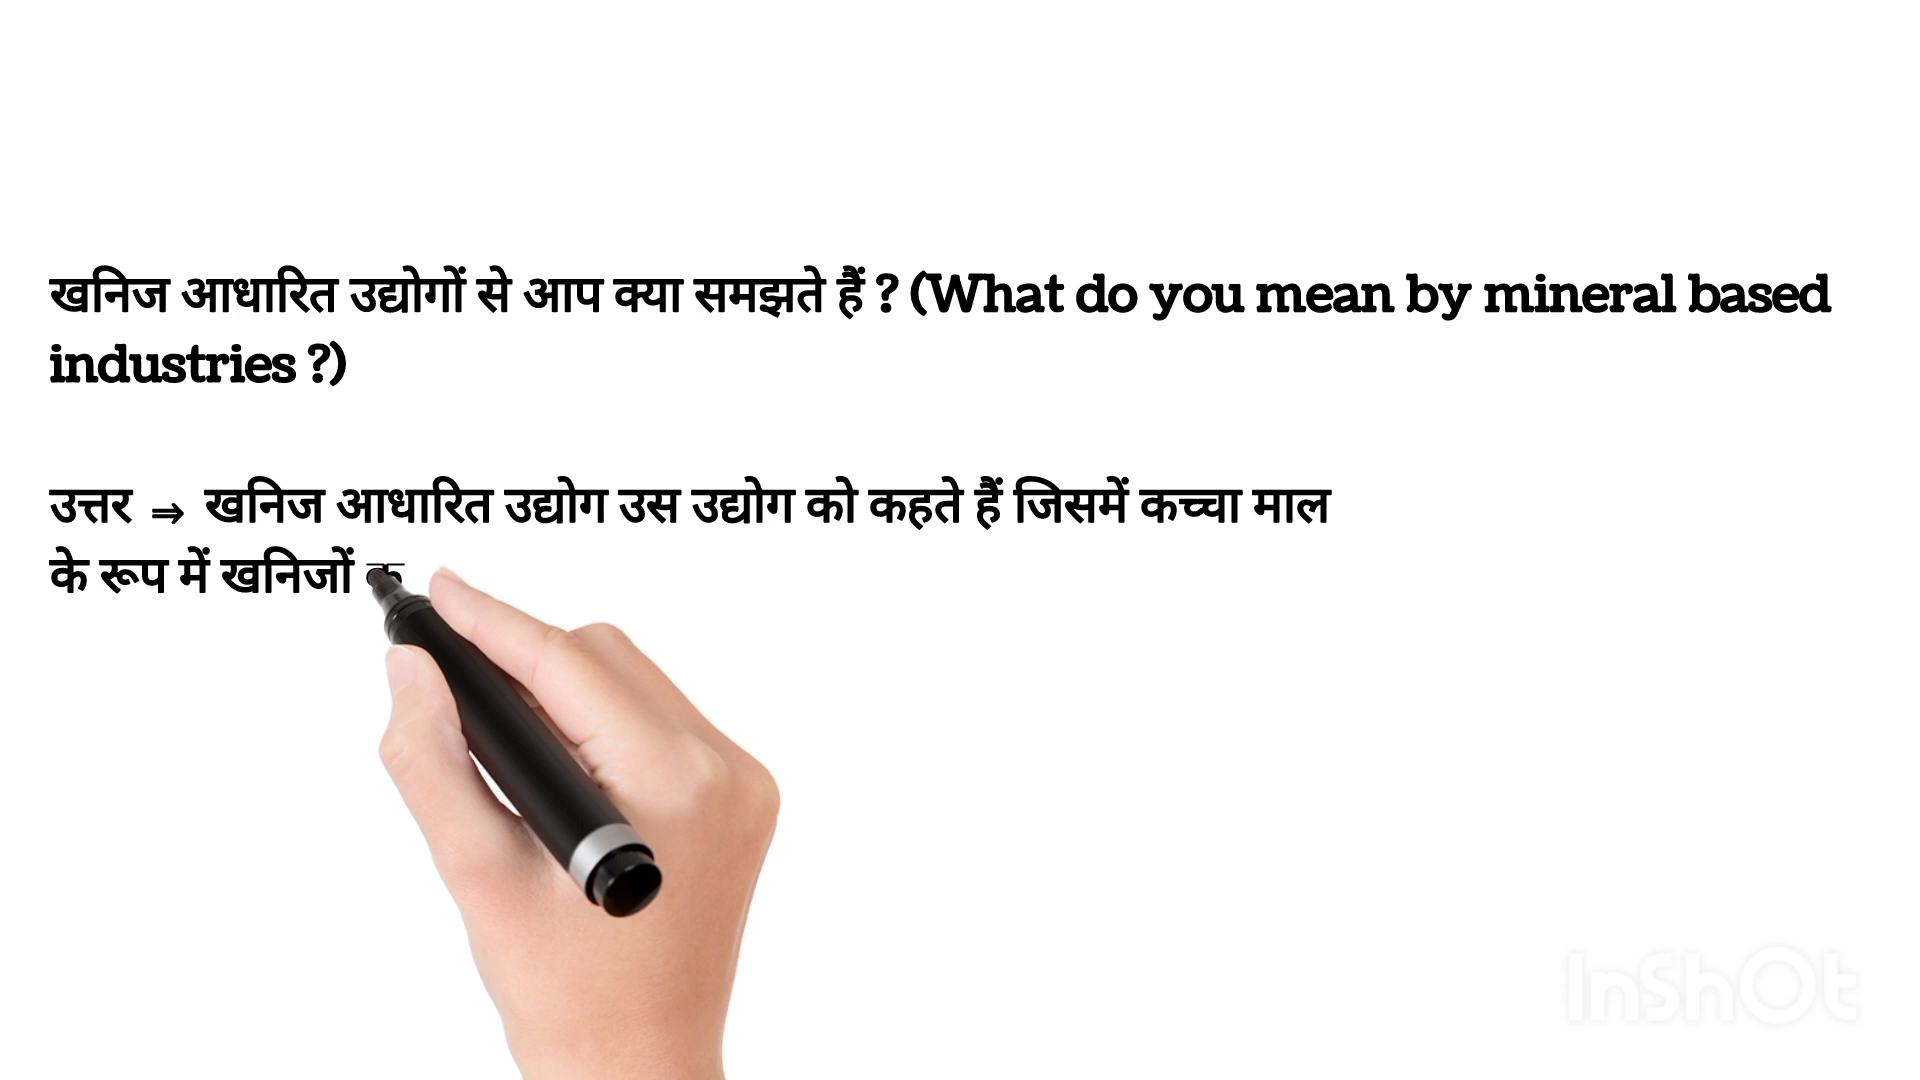 खनिज आधारित उद्योगों से आप क्या समझते हैं ? (What do you mean by mineral based
industries ?)
उत्तर ⇒ खनिज आधारित उद्योग उस उद्योग को कहते हैं जिसमें कच्चा माल
के रूप में खनिजों
InShOt